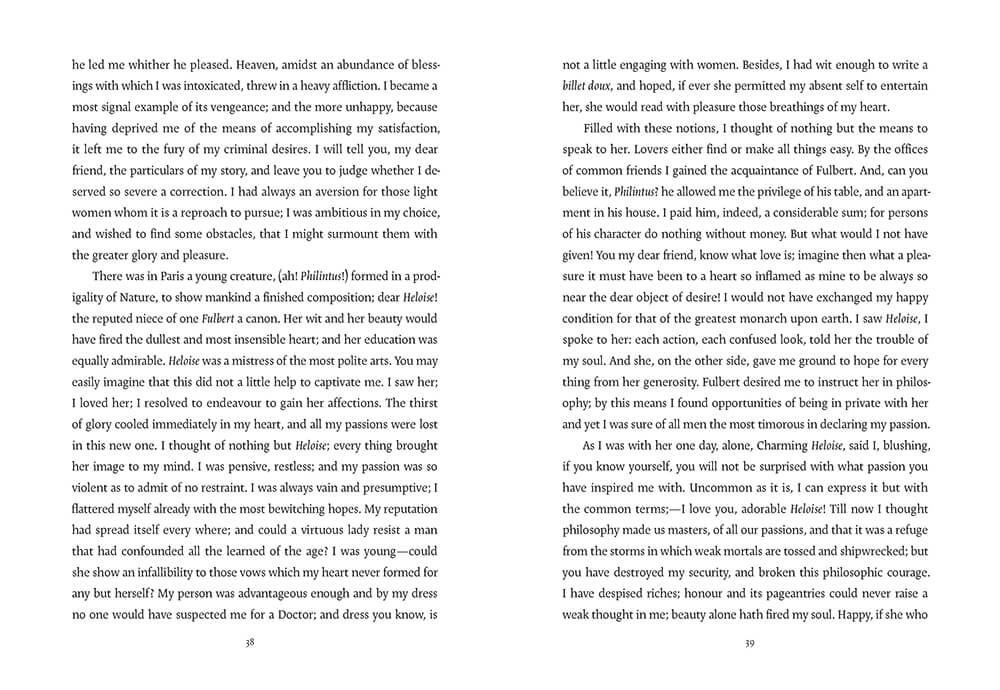 he led me whither he pleased. Heaven, amidst an abundance of bless-
ings with which I was intoxicated, threw in a heavy affliction. I became a
most signal example of its vengeance; and the more unhappy, because
having deprived me of the means of accomplishing my satisfaction,
it left me to the fury of my criminal desires. I will tell you, my dear
friend, the particulars of my story, and leave you to judge whether I de-
served so severe a correction. I had always an aversion for those light
women whom it is a reproach to pursue; I was ambitious in my choice,
and wished to find some obstacles, that I might surmount them with
the greater glory and pleasure.
There was in Paris a young creature, (ah! Philintus!) formed in a prod-
igality of Nature, to show mankind a finished composition; dear Heloise!
the reputed niece of one Fulbert a canon. Her wit and her beauty would
have fired the dullest and most insensible heart; and her education was
equally admirable. Heloise was a mistress of the most polite arts. You may
easily imagine that this did not a little help to captivate me. I saw her;
I loved her; I resolved to endeavour to gain her affections. The thirst
of glory cooled immediately in my heart, and all my passions were lost
in this new one. I thought of nothing but Heloise; every thing brought
her image to my mind. I was pensive, restless; and my passion was so
violent as to admit of no restraint. I was always vain and presumptive; I
flattered myself already with the most bewitching hopes. My reputation
had spread itself every where; and could a virtuous lady resist a man
that had confounded all the learned of the age? I was young—could
she show an infallibility to those vows which my heart never formed for
any but herself? My person was advantageous enough and by my dress
no one would have suspected me for a Doctor; and dress you know, is
38
not a little engaging with women. Besides, I had wit enough to write a
billet doux, and hoped, if ever she permitted my absent self to entertain
her, she would read with pleasure those breathings of my heart.
Filled with these notions, I thought of nothing but the means to
speak to her. Lovers either find or make all things easy. By the offices
of common friends I gained the acquaintance of Fulbert. And, can you
believe it, Philintus? he allowed me the privilege of his table, and an apart-
ment in his house. I paid him, indeed, a considerable sum; for persons
of his character do nothing without money. But what would I not have
given! You my dear friend, know what love is; imagine then what a plea-
sure it must have been to a heart so inflamed as mine to be always so
near the dear object of desire! I would not have exchanged my happy
condition for that of the greatest monarch upon earth. I saw Heloise, I
spoke to her: each action, each confused look, told her the trouble of
my soul. And she, on the other side, gave me ground to hope for every
thing from her generosity. Fulbert desired me to instruct her in philos-
ophy; by this means I found opportunities of being in private with her
and yet I was sure of all men the most timorous in declaring my passion.
As I was with her one day, alone, Charming Heloise, said I, blushing,
if you know yourself, you will not be surprised with what passion you
have inspired me with. Uncommon as it is, I can express it but with
the common terms;—I love you, adorable Heloise! Till now I thought
philosophy made us masters, of all our passions, and that it was a refuge
from the storms in which weak mortals are tossed and shipwrecked; but
you have destroyed my security, and broken this philosophic courage.
I have despised riches; honour and its pageantries could never raise a
weak thought in me; beauty alone hath fired my soul. Happy, if she who
39